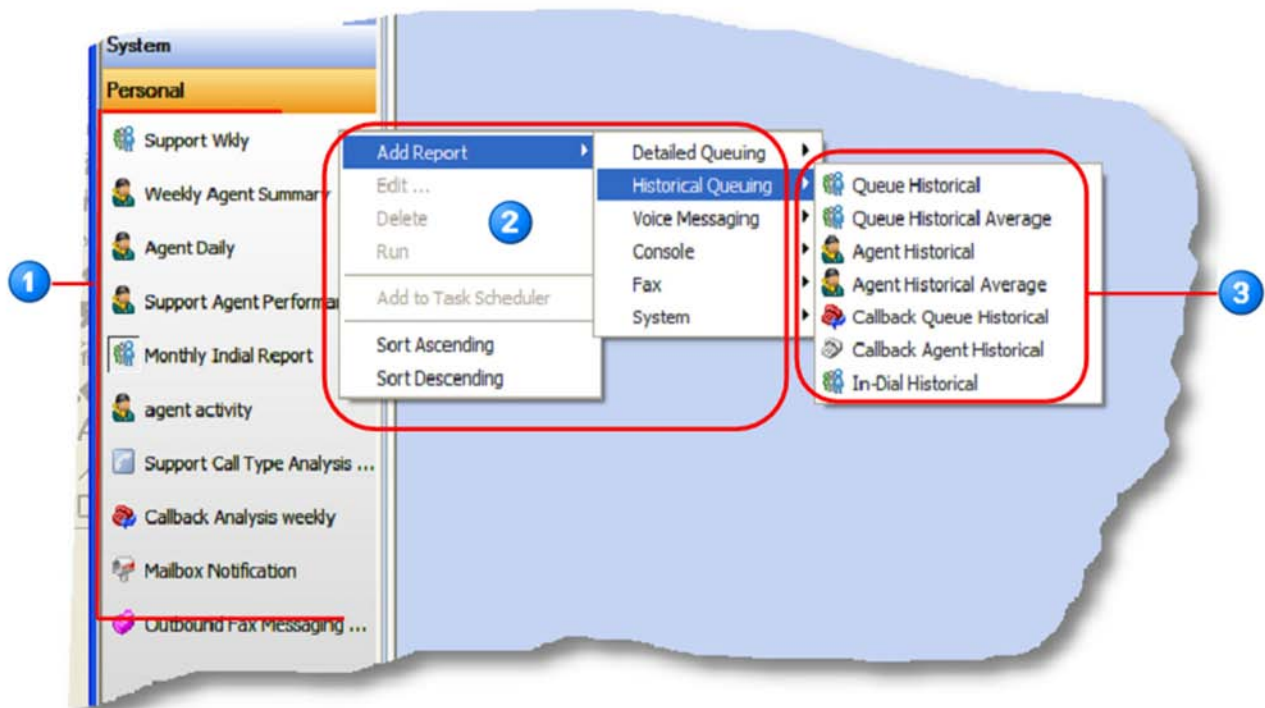 System
Personal
Support Wkly
Weekly Agent Summary
Agent Daily
Support Agent Performan
Monthly Indial Report
agent activity
Support Call Type Analysis ...
Callback Analysis weekly
Mailbox Notification
Outbound Fax Messaging ...
1
Add Report
Edit ...
Delete
Run
Add to Task Scheduler
Sort Ascending
Sort Descending
2
Detailed Queuing
Historical Queuing
Voice Messaging
Console
Fax
System
Queue Historical
Queue Historical Average
Agent Historical
Agent Historical Average
Callback Queue Historical
Callback Agent Historical
In-Dial Historical
3